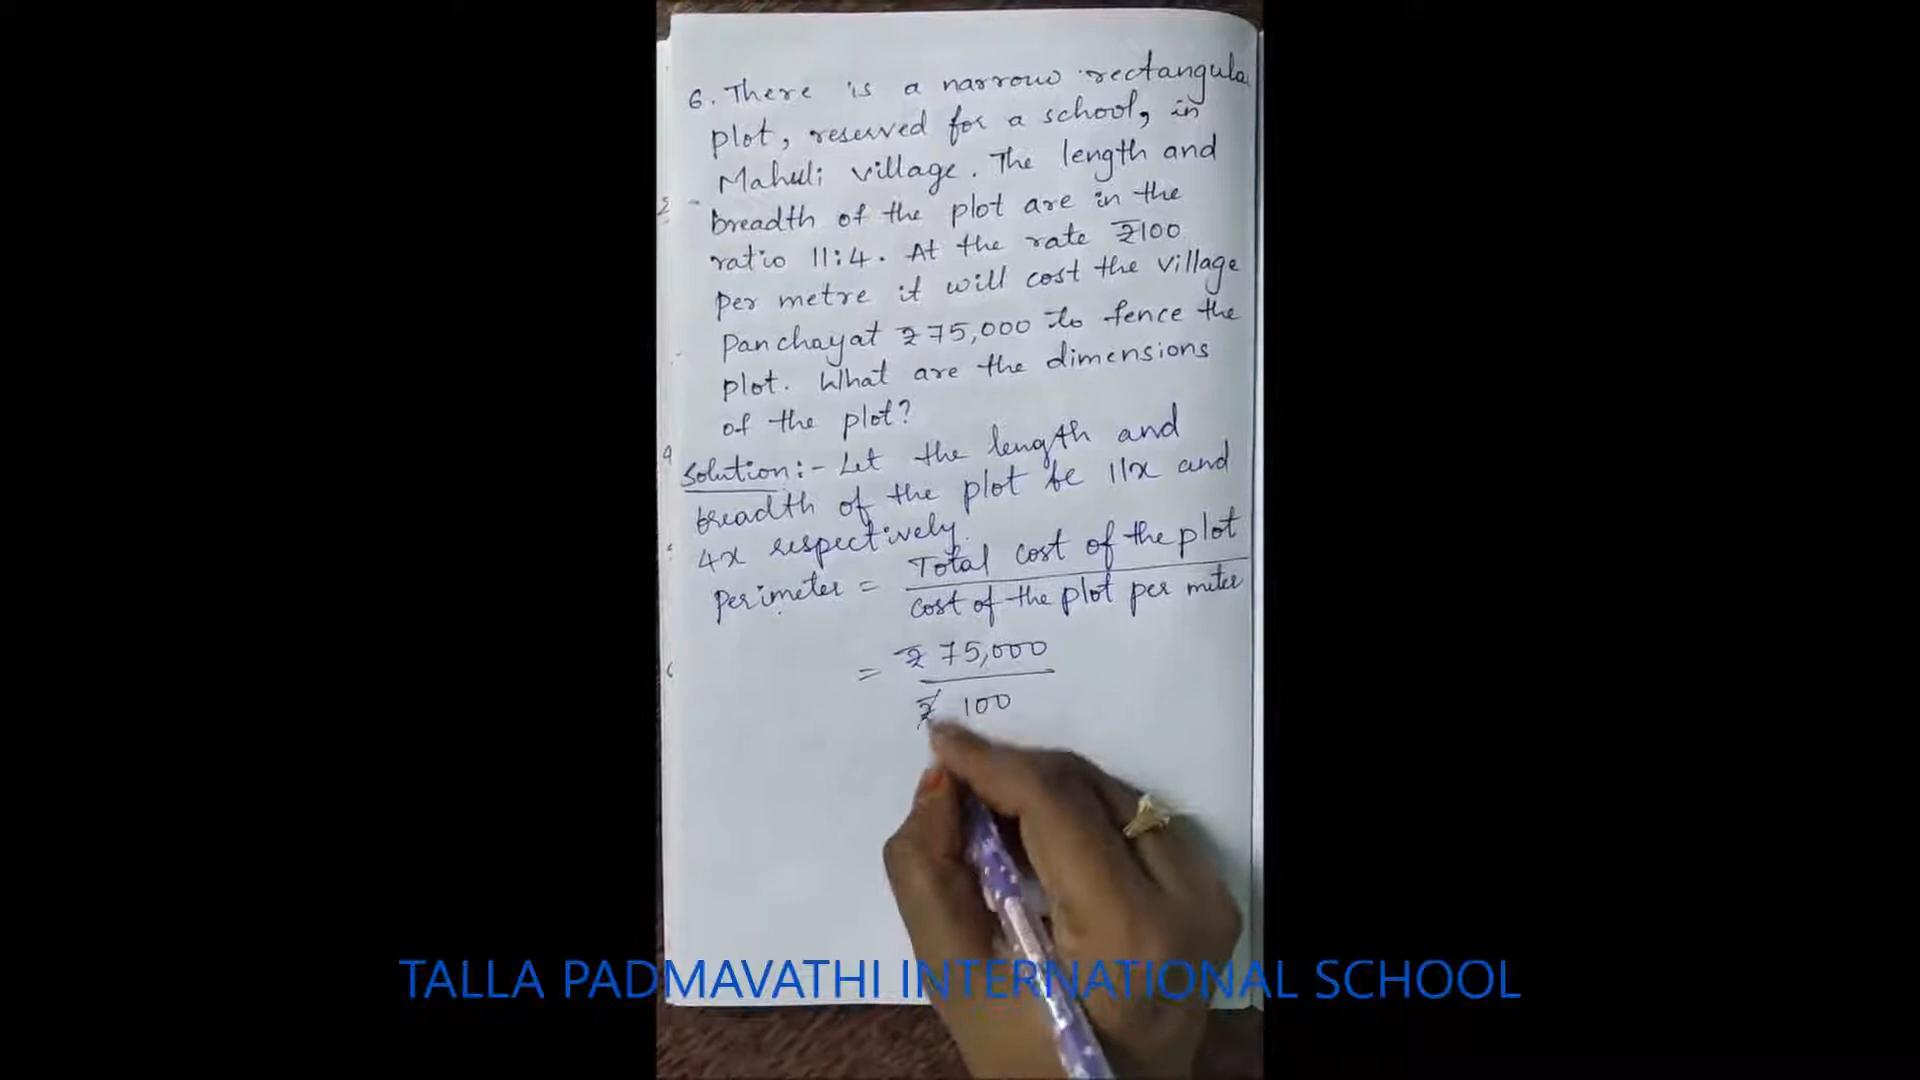 6. There is a narrow rectangula
plot, reserved for a school, in
Mahuli village. The length and
breadth of the plot are in the
ratio 11:4. At the rate ₹100
per metre it will cost the village
panchayat ₹75,000 to fence the
plot. What are the dimensions
of the plot?
Solution:- Let the length and
breadth of the plot be 11x and
4x respectively.
Perimeter = Total cost of the plot
cost of the plot per meter
= ₹ 75,000
₹ 100
TALLA PADMAVATHI INTERNATIONAL SCHOOL